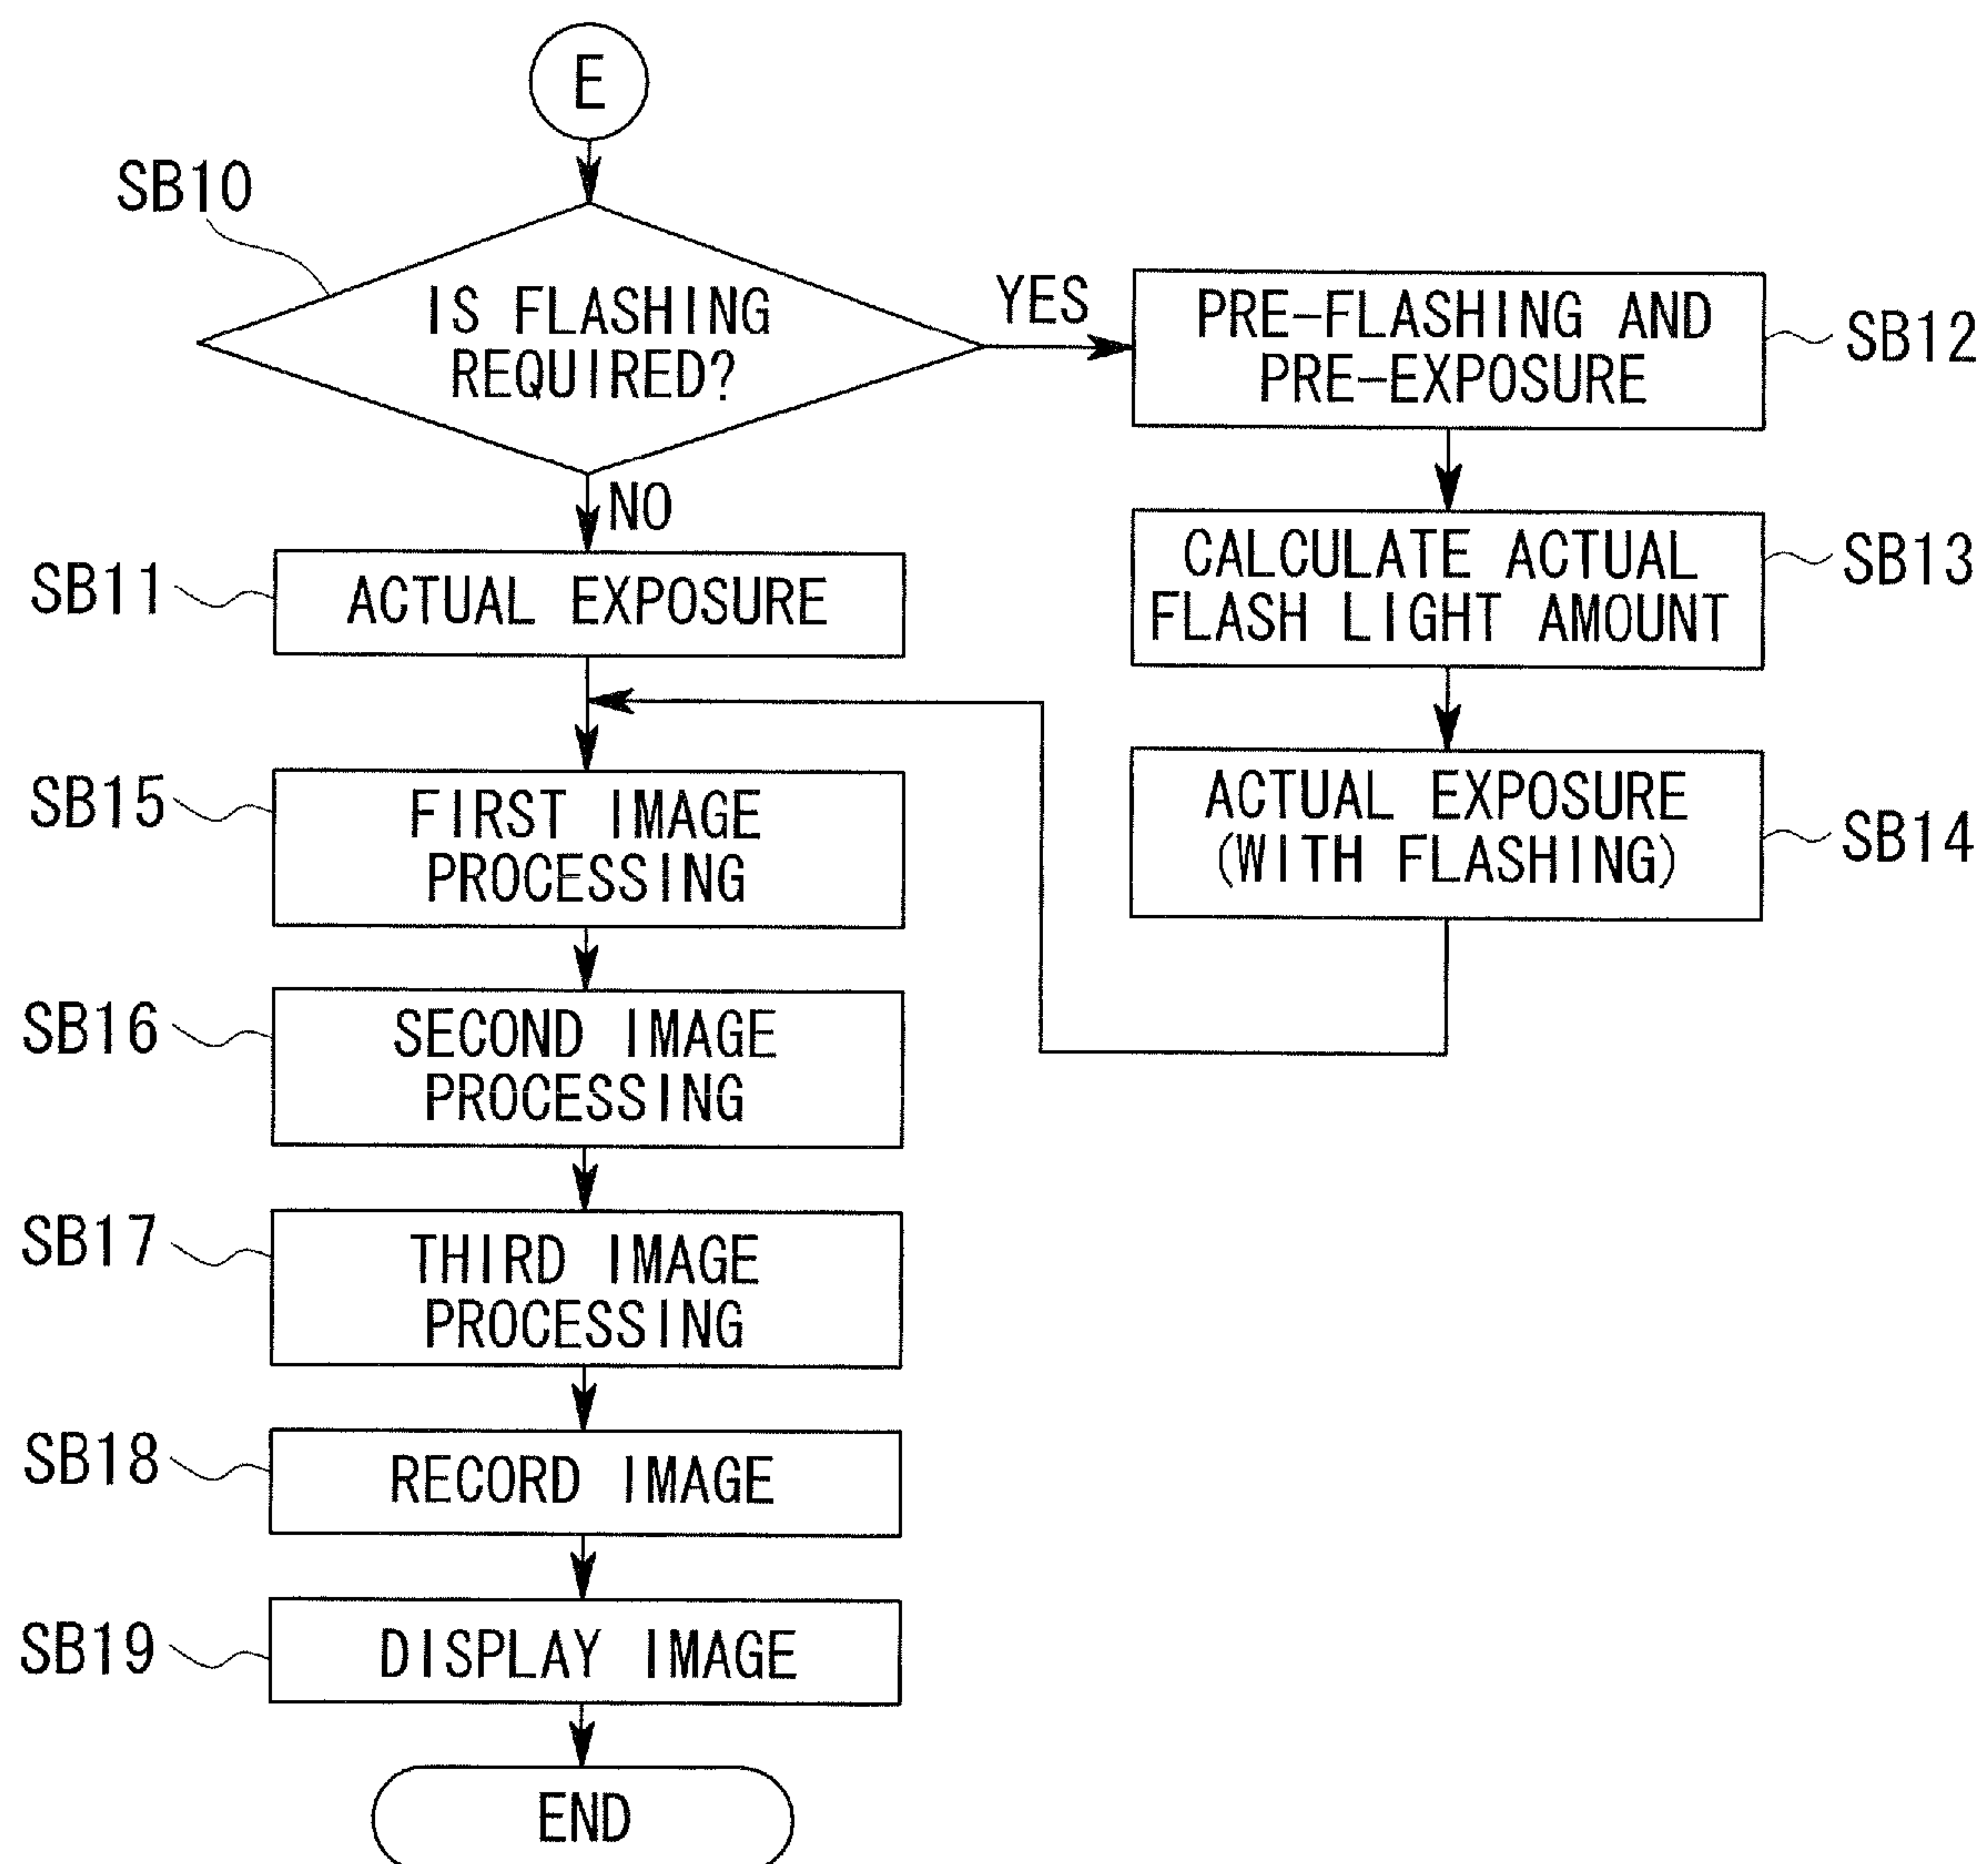 E
SB10
IS FLASHING
REQUIRED?
YES
NO
PRE-FLASHING AND
PRE-EXPOSURE
SB12
CALCULATE ACTUAL
FLASH LIGHT AMOUNT
SB13
ACTUAL EXPOSURE
(WITH FLASHING)
SB14
SB11
ACTUAL EXPOSURE
SB15
FIRST IMAGE
PROCESSING
SB16
SECOND IMAGE
PROCESSING
SB17
THIRD IMAGE
PROCESSING
SB18
RECORD IMAGE
SB19
DISPLAY IMAGE
END